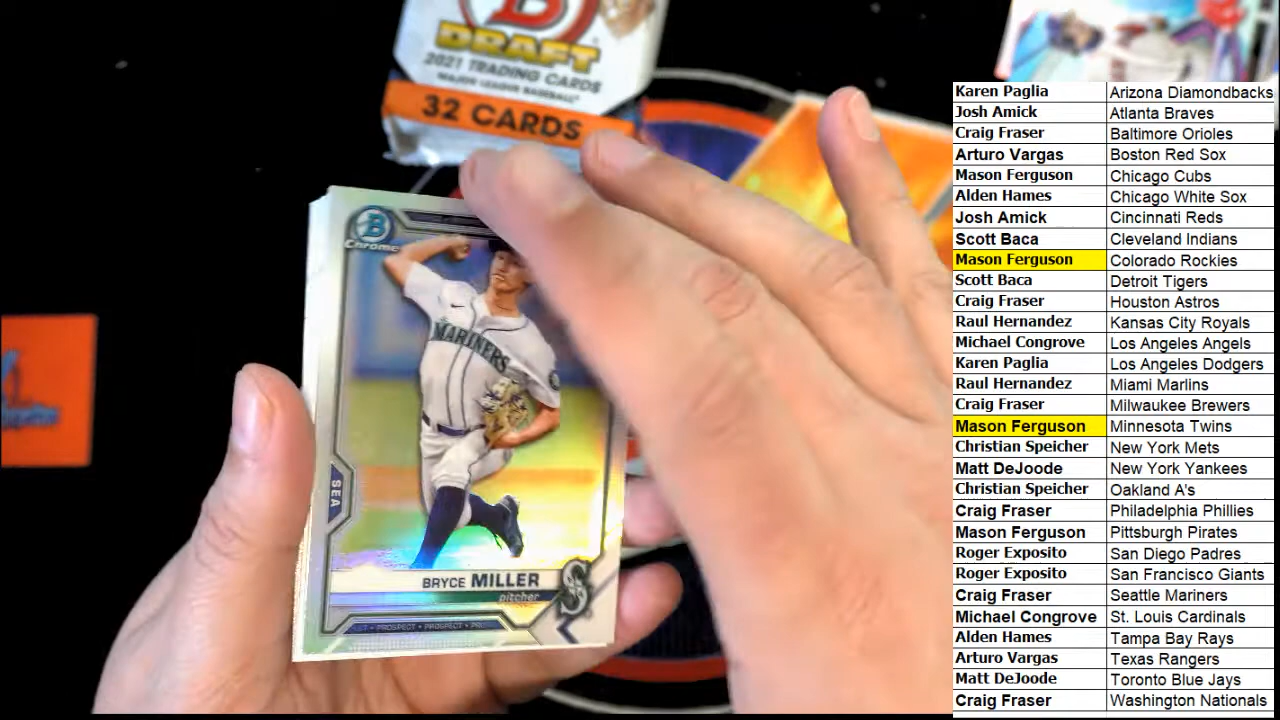 B
DRAFT
2021 TRADING CARDS
MAJOR LEAGUE BASEBALL
32 CARDS
B
Chrome
MARINERS
SEA
BRYCE MILLER
pitcher
PROSPECT • PROSPECT
Karen Paglia Arizona Diamondbacks
Josh Amick Atlanta Braves
Craig Fraser Baltimore Orioles
Arturo Vargas Boston Red Sox
Mason Ferguson Chicago Cubs
Alden Hames Chicago White Sox
Josh Amick Cincinnati Reds
Scott Baca Cleveland Indians
Mason Ferguson Colorado Rockies
Scott Baca Detroit Tigers
Craig Fraser Houston Astros
Raul Hernandez Kansas City Royals
Michael Congrove Los Angeles Angels
Karen Paglia Los Angeles Dodgers
Raul Hernandez Miami Marlins
Craig Fraser Milwaukee Brewers
Mason Ferguson Minnesota Twins
Christian Speicher New York Mets
Matt DeJoode New York Yankees
Christian Speicher Oakland A's
Craig Fraser Philadelphia Phillies
Mason Ferguson Pittsburgh Pirates
Roger Exposito San Diego Padres
Roger Exposito San Francisco Giants
Craig Fraser Seattle Mariners
Michael Congrove St. Louis Cardinals
Alden Hames Tampa Bay Rays
Arturo Vargas Texas Rangers
Matt DeJoode Toronto Blue Jays
Craig Fraser Washington Nationals